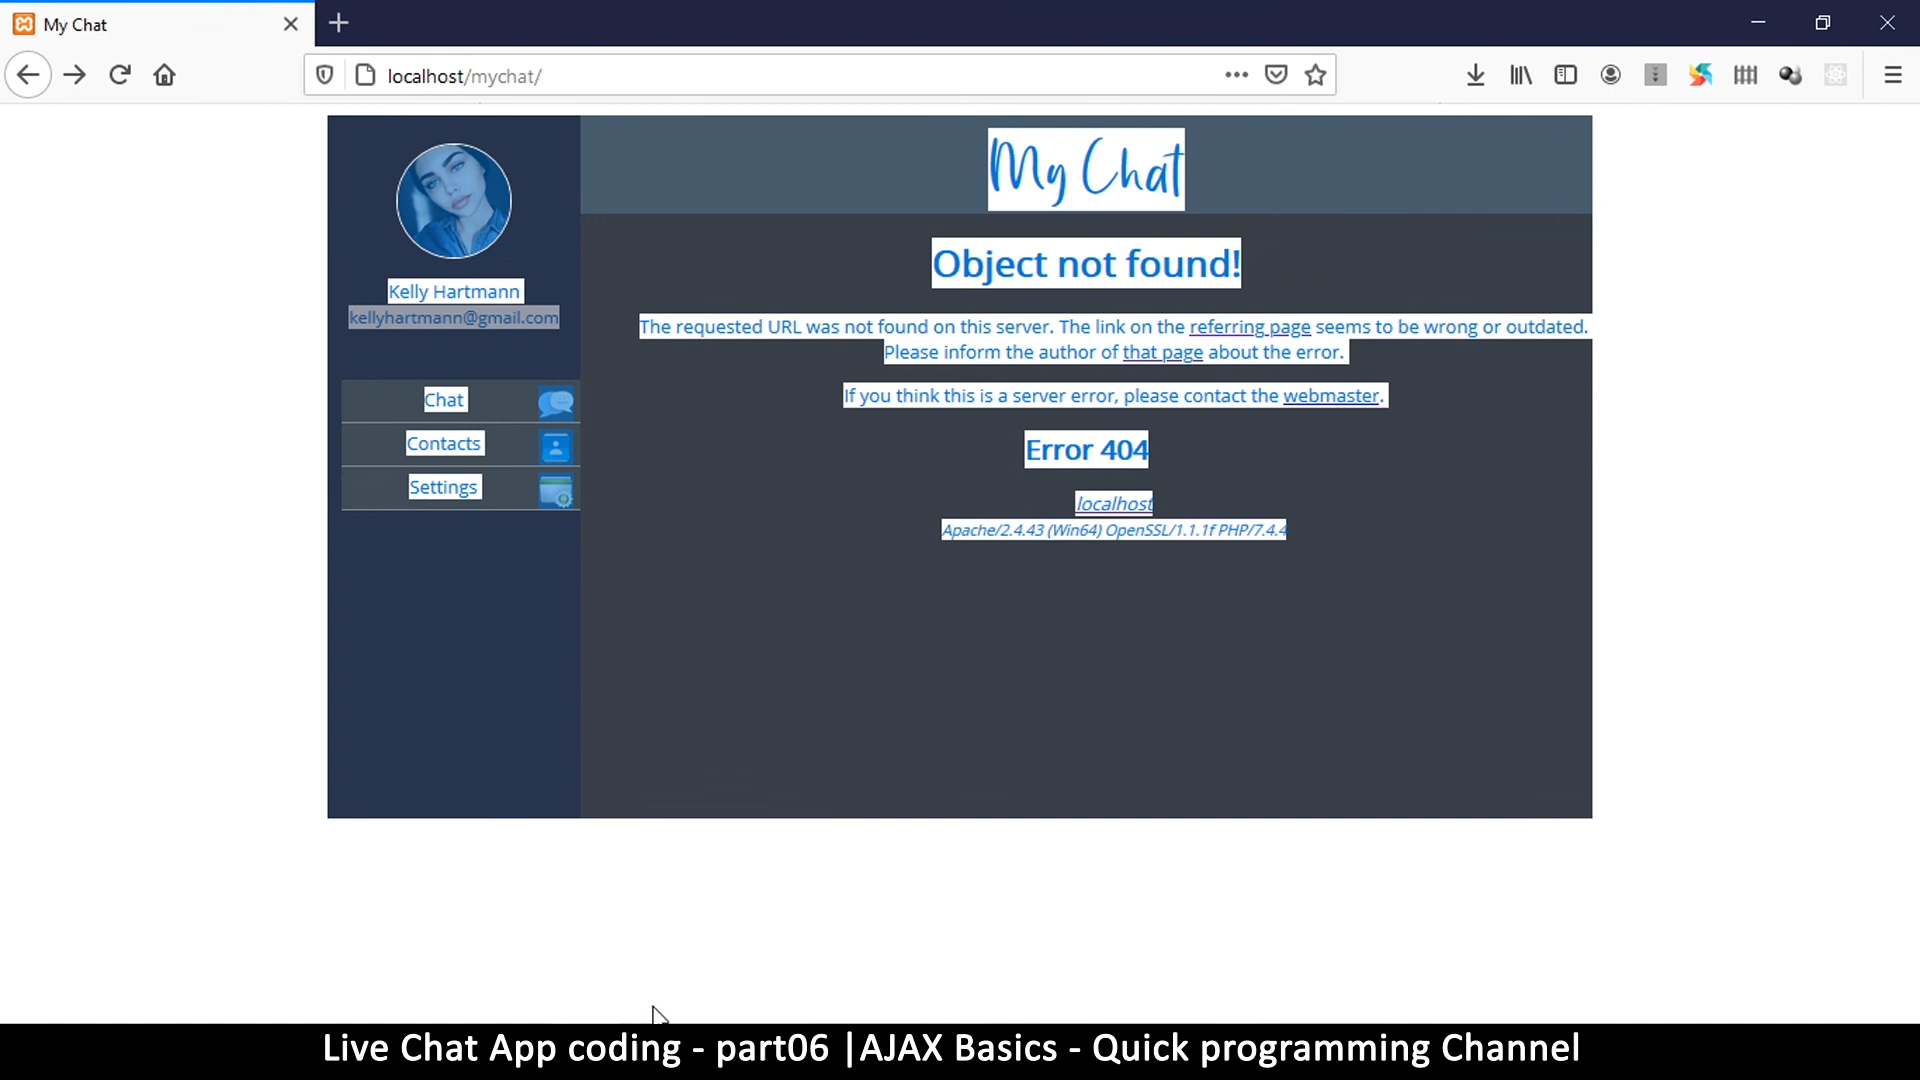 My Chat
localhost/mychat/
My Chat
Kelly Hartmann
kellyhartmann@gmail.com
Chat
Contacts
Settings
Object not found!
The requested URL was not found on this server. The link on the referring page seems to be wrong or outdated.
Please inform the author of that page about the error.
If you think this is a server error, please contact the webmaster.
Error 404
localhost
Apache/2.4.43 (Win64) OpenSSL/1.1.1f PHP/7.4.4
Live Chat App coding - part06 |AJAX Basics - Quick programming Channel